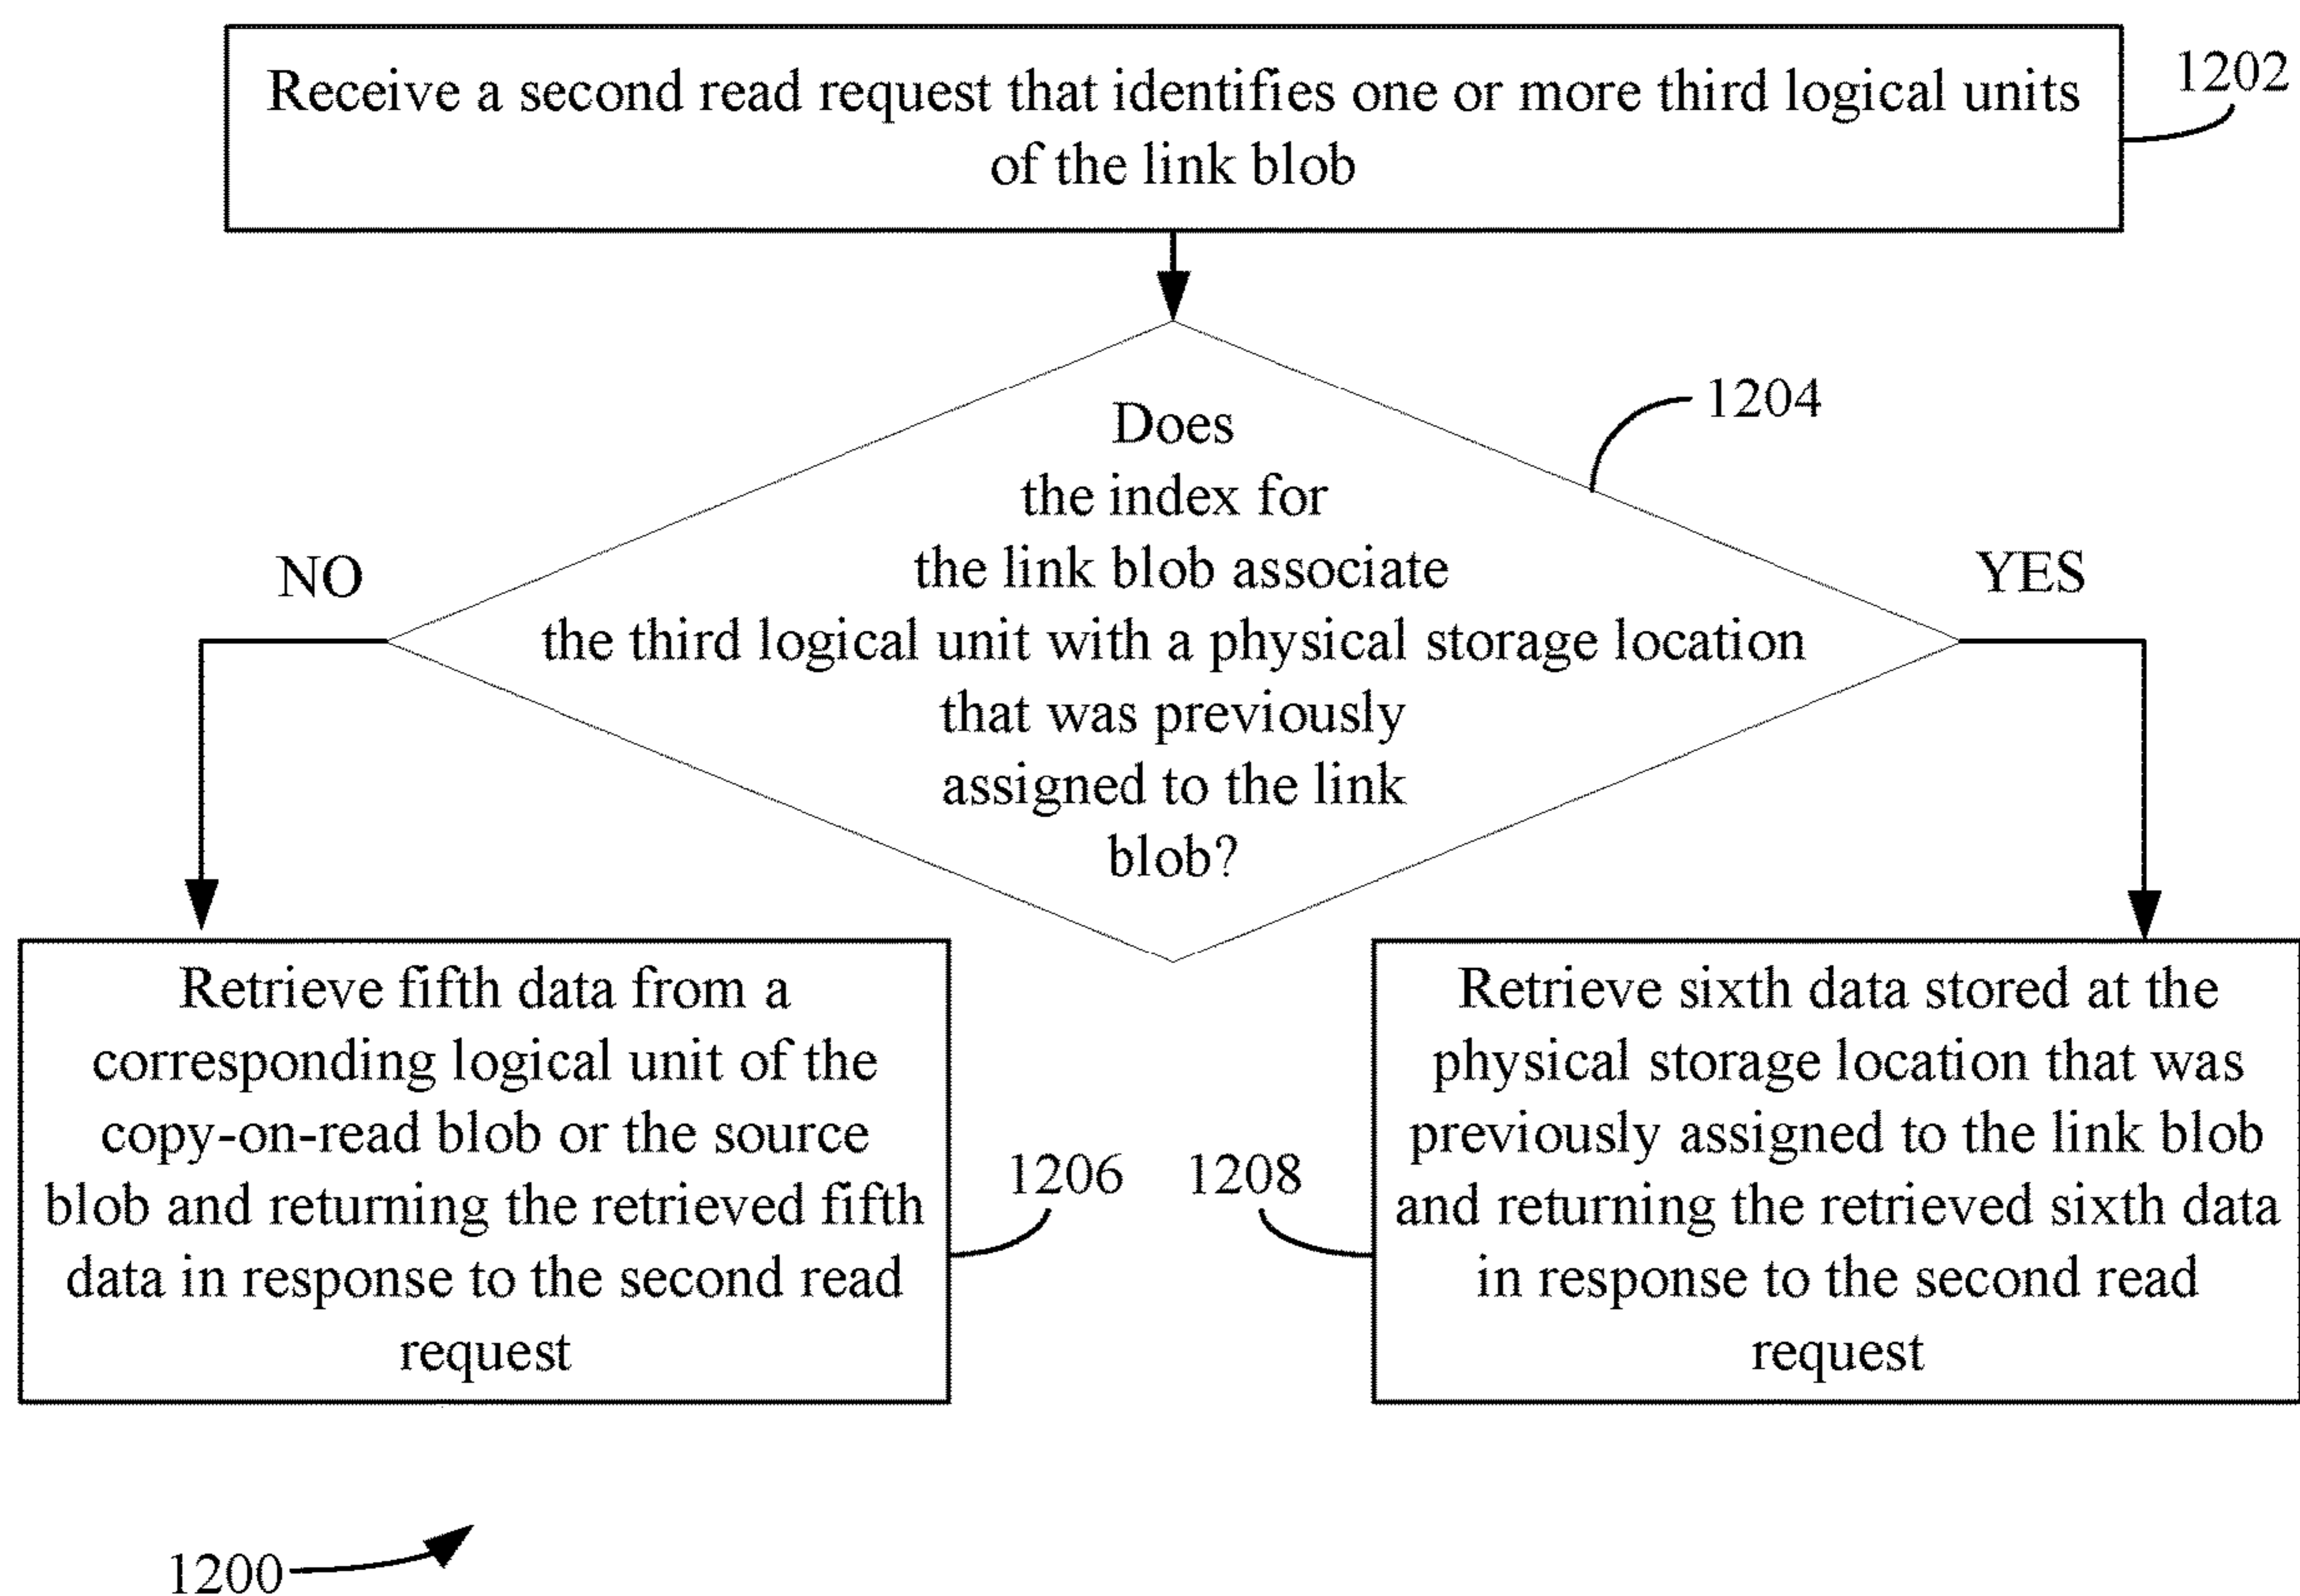 Receive a second read request that identifies one or more third logical units
of the link blob
1202
Does
the index for
the link blob associate
the third logical unit with a physical storage location
that was previously
assigned to the link
blob?
1204
NO
YES
Retrieve fifth data from a
corresponding logical unit of the
copy-on-read blob or the source
blob and returning the retrieved fifth
data in response to the second read
request
1206
1208
Retrieve sixth data stored at the
physical storage location that was
previously assigned to the link blob
and returning the retrieved sixth data
in response to the second read
request
1200